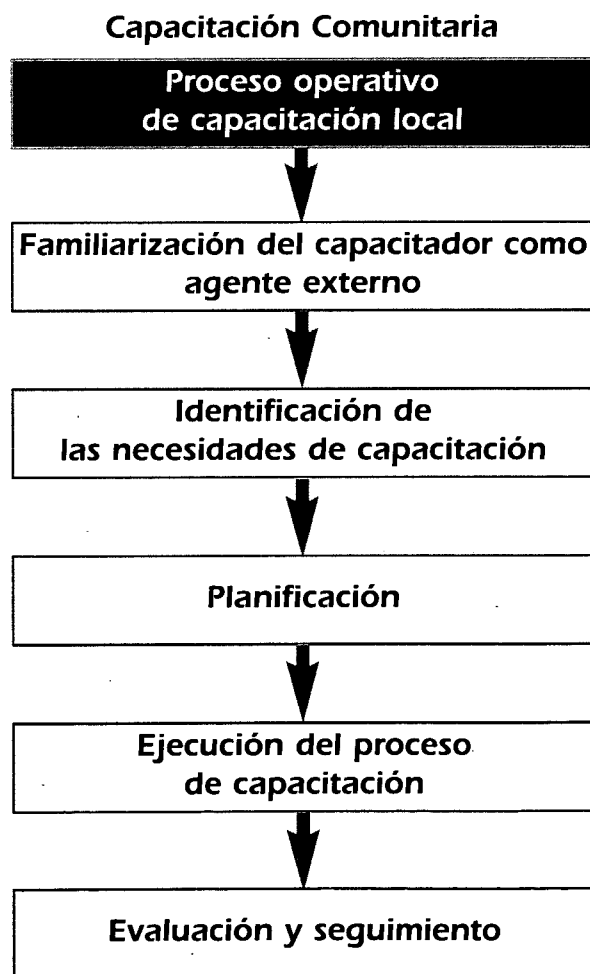 Capacitación Comunitaria
Proceso operativo
de capacitación local
Familiarización del capacitador como
agente externo
Identificación de
las necesidades de capacitación
Planificación
Ejecución del proceso
de capacitación
Evaluación y seguimiento